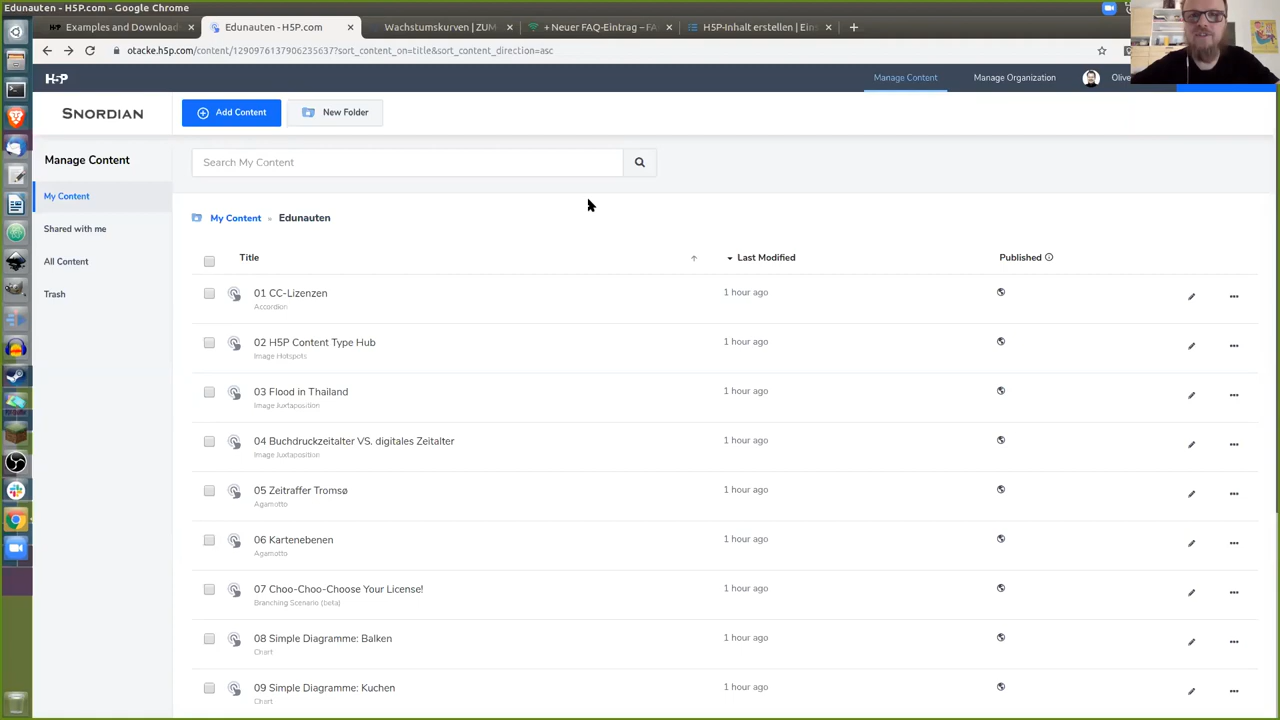 Edunauten - H5P.com - Google Chrome
Examples and Download
Edunauten - H5P.com
Wachstumskurven | ZUM
+ Neuer FAQ-Eintrag – FA
H5P-Inhalt erstellen | Eins
otacke.h5p.com/content/1290976137906235637?sort_content_on=title&sort_content_direction=asc
H5P
Manage Content
Manage Organization
Olive
SNORDIAN
Add Content
New Folder
Manage Content
Search My Content
My Content
Shared with me
All Content
Trash
My Content » Edunauten
Title
Last Modified
Published
01 CC-Lizenzen
Accordion
1 hour ago
02 H5P Content Type Hub
Image Hotspots
1 hour ago
03 Flood in Thailand
Image Juxtaposition
1 hour ago
04 Buchdruckzeitalter VS. digitales Zeitalter
Image Juxtaposition
1 hour ago
05 Zeitraffer Tromsø
Agamotto
1 hour ago
06 Kartenebenen
Agamotto
1 hour ago
07 Choo-Choo-Choose Your License!
Branching Scenario (beta)
1 hour ago
08 Simple Diagramme: Balken
Chart
1 hour ago
09 Simple Diagramme: Kuchen
Chart
1 hour ago